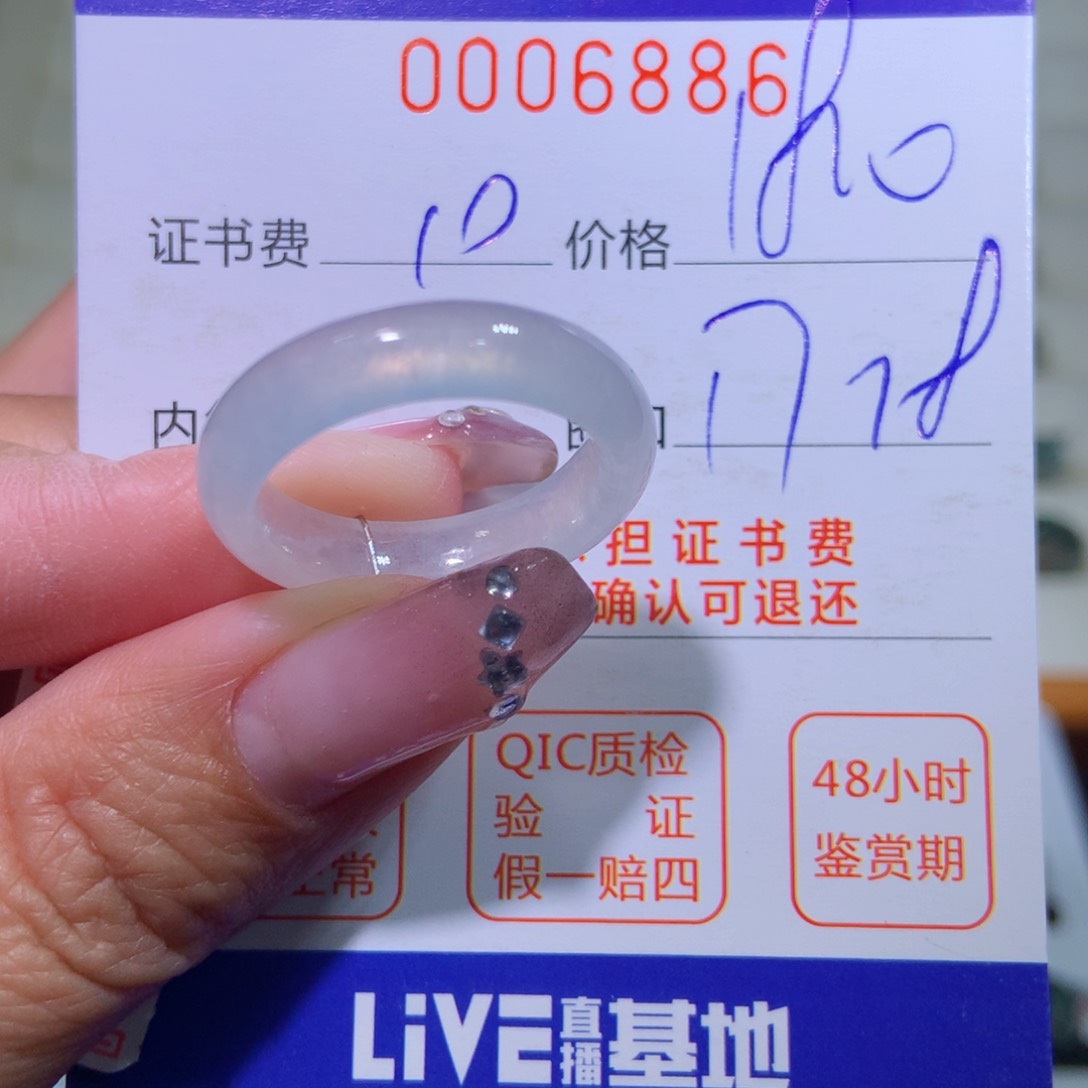 0006886
证书费 10 价格
内
担证书费
确认可退还
QIC质检
验证
假一赔四
48小时
鉴赏期
正常
LiVE直播基地